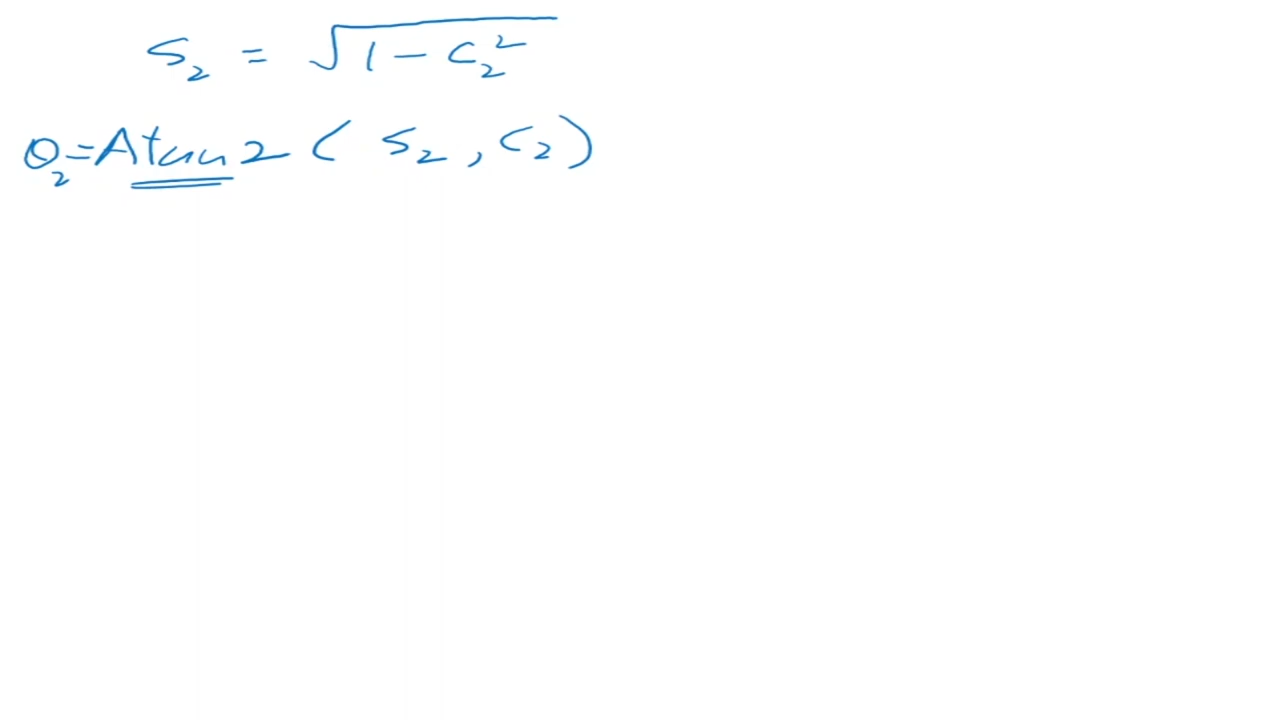 S₂ = √(1 - C₂²)
θ₂ = Atan2 ( S₂ , C₂ )